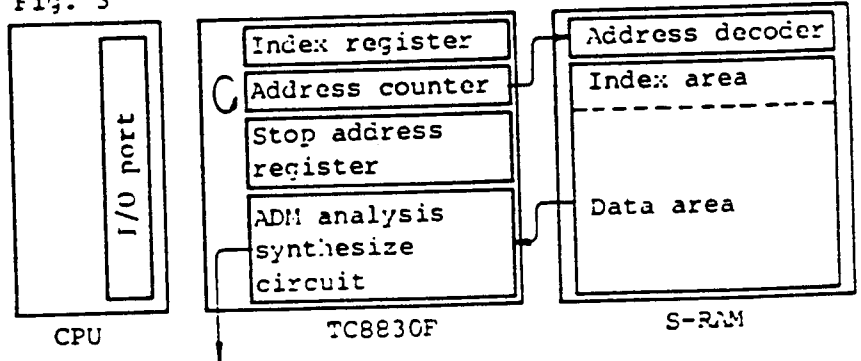 Fig. 3
I/O port
CPU
Index register
Address counter
Stop address
register
ADM analysis
synthesize
circuit
TC8830F
Address decoder
Index area
Data area
S-RAM